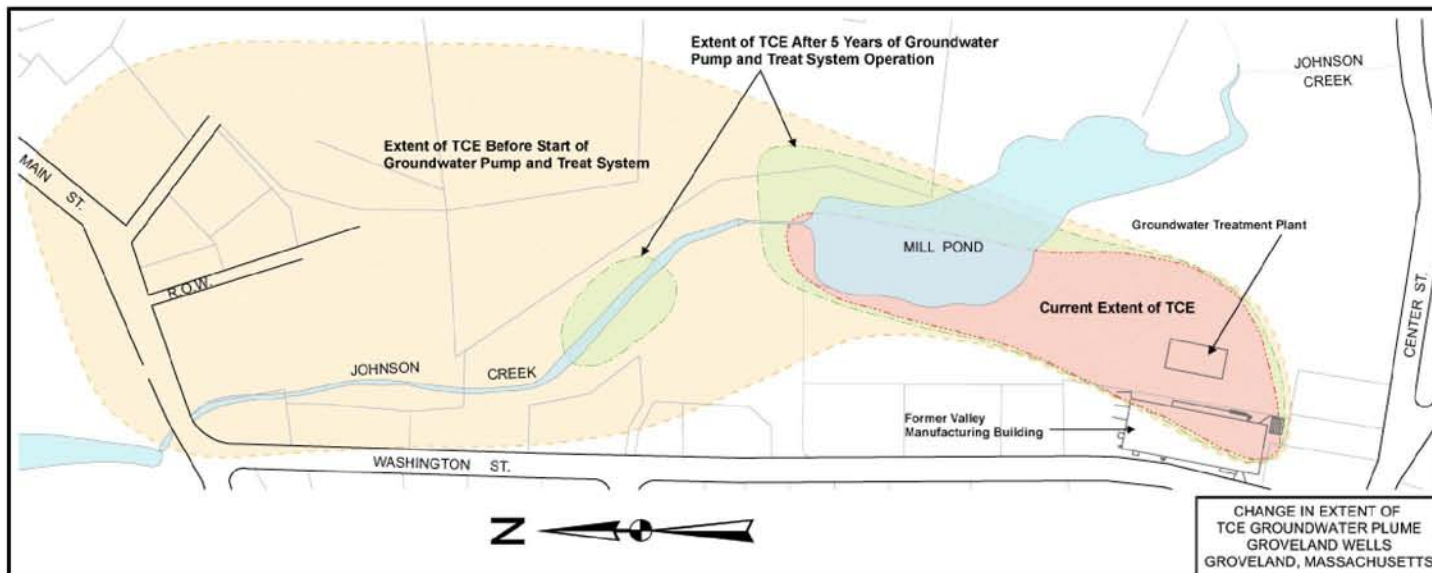 Extent of TCE After 5 Years of Groundwater
Pump and Treat System Operation
JOHNSON
CREEK
Extent of TCE Before Start of
Groundwater Pump and Treat System
MAIN ST.
Groundwater Treatment Plant
MILL POND
R.O.W.
Current Extent of TCE
CENTER ST.
JOHNSON CREEK
Former Valley
Manufacturing Building
WASHINGTON ST.
N
CHANGE IN EXTENT OF
TCE GROUNDWATER PLUME
GROVELAND WELLS
GROVELAND, MASSACHUSETTS